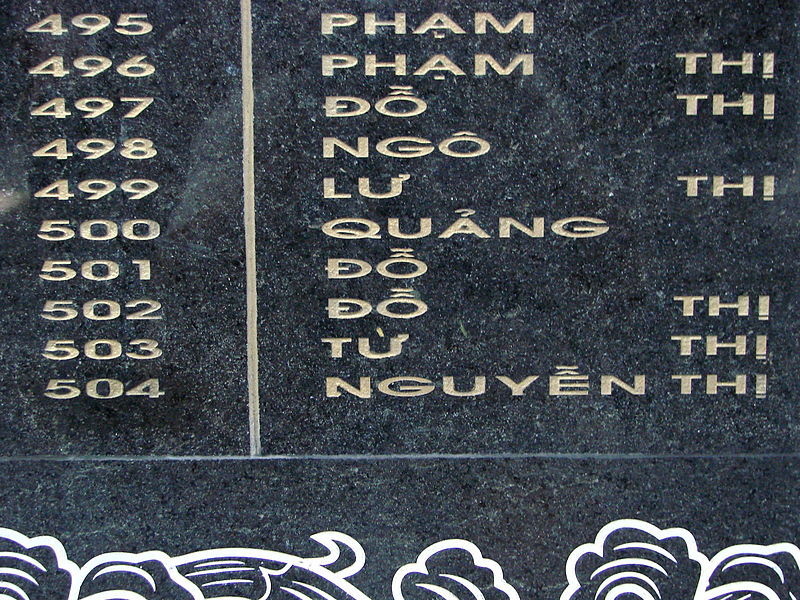 495 PHẠM
496 PHẠM THỊ
497 ĐỖ THỊ
498 NGÔ
499 LƯ THỊ
500 QUẢNG
501 ĐỖ
502 ĐỖ THỊ
503 TỪ THỊ
504 NGUYỄN THỊ